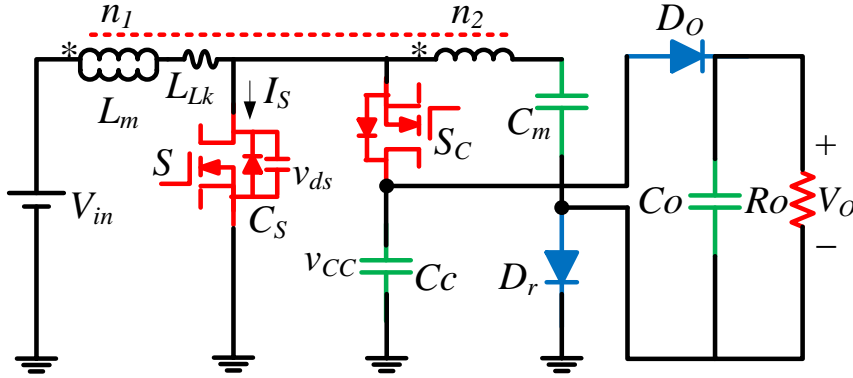 n1
n2
*
*
DO
Lm
LLk
IS
Cm
S
SC
vds
+
Vin
CS
Co
Ro
VO
vCC
Cc
Dr
−